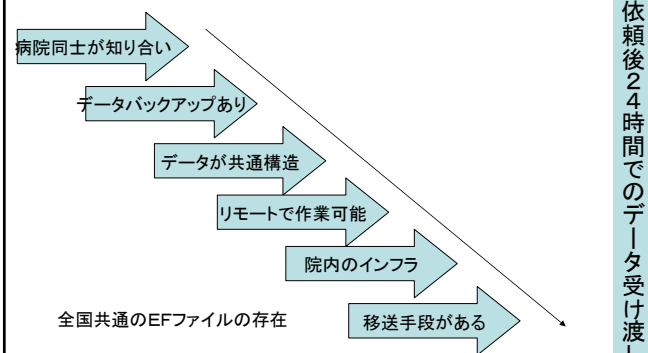 病院同士が知り合い
データバックアップあり
データが共通構造
リモートで作業可能
院内のインフラ
全国共通のEFファイルの存在
移送手段がある
依頼後24時間でのデータ受け渡し